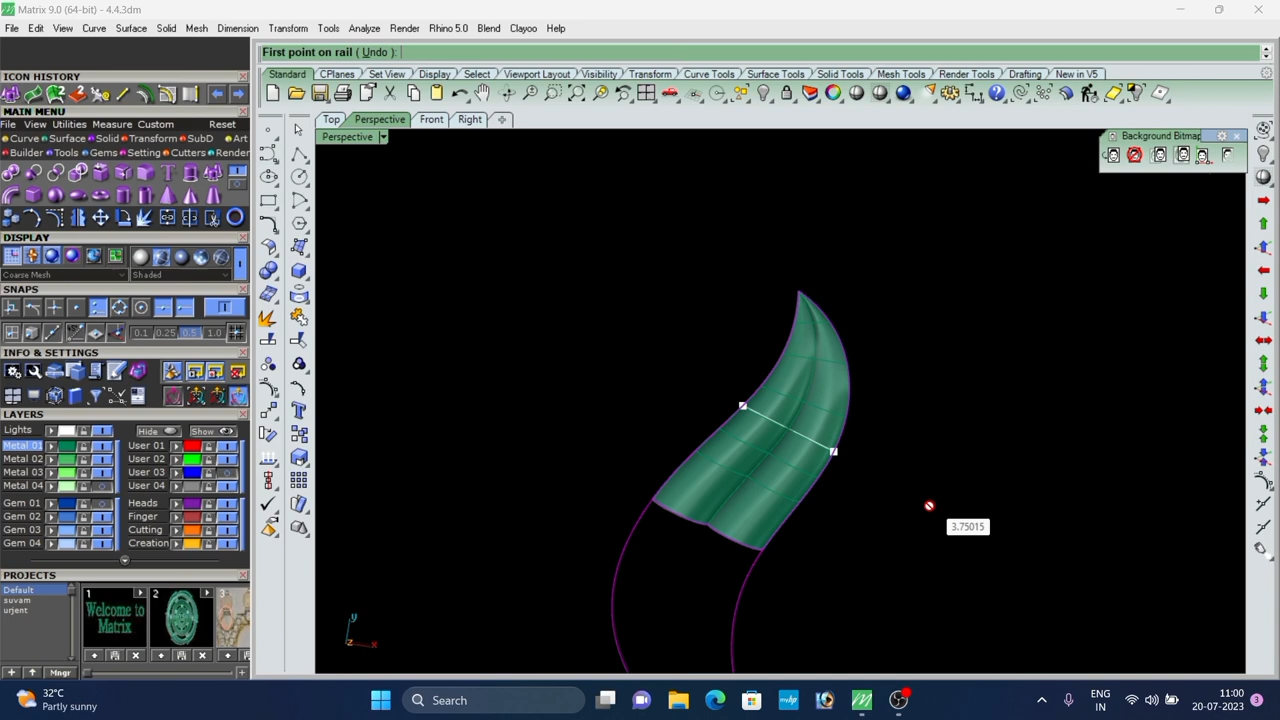 Matrix 9.0 (64-bit) - 4.4.3dm
File Edit View Curve Surface Solid Mesh Dimension Transform Tools Analyze Render Rhino 5.0 Blend Clayoo Help
First point on rail ( Undo ):
Standard CPlanes Set View Display Select Viewport Layout Visibility Transform Curve Tools Surface Tools Solid Tools Mesh Tools Render Tools Drafting New in V5
ICON HISTORY
MAIN MENU
File View Utilities Measure Custom Reset
Curve Surface Solid Transform SubD Art
Builder Tools Gems Setting Cutters Render
Top Perspective Front Right
Perspective
Background Bitmap
DISPLAY
Coarse Mesh Shaded
SNAPS
0.1 0.25 0.5 1.0
INFO & SETTINGS
LAYERS
Lights Hide Show
Metal 01 User 01
Metal 02 User 02
Metal 03 User 03
Metal 04 User 04
Gem 01 Heads
Gem 02 Finger
Gem 03 Cutting
Gem 04 Creation
3.75015
PROJECTS
Default
suvam
urjent
1 2 3
Welcome to Matrix
Mngr
y
z x
32°C
Partly sunny
Search
ENG
IN
11:00
20-07-2023
3